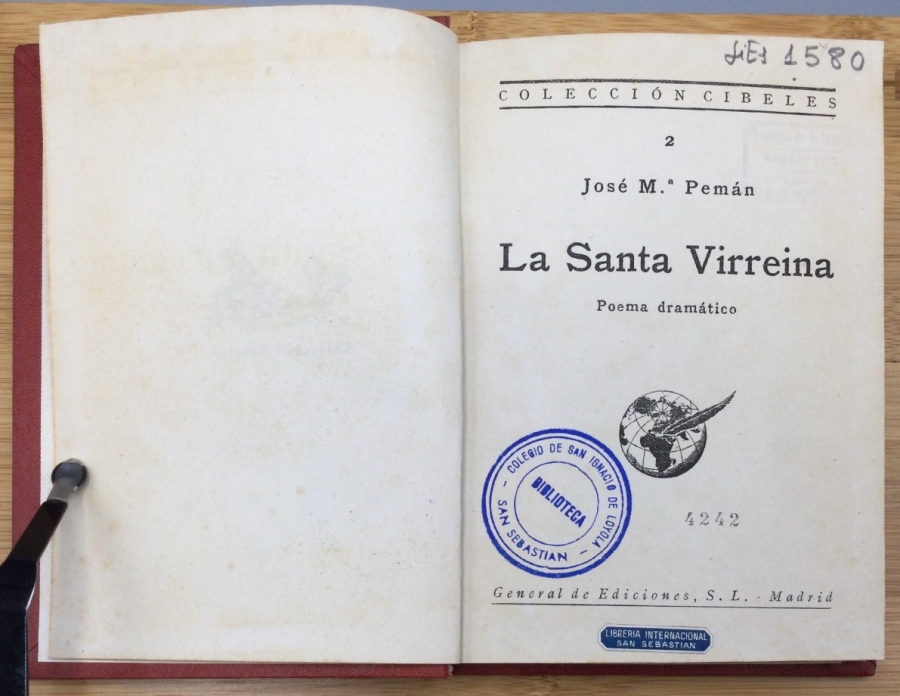 1580
COLECCIÓN CIBELES
2
José M.ª Pemán
La Santa Virreina
Poema dramático
COLEGIO DE SAN IGNACIO DE LOYOLA
BIBLIOTECA
- SAN SEBASTIAN -
4242
General de Ediciones, S. L. - Madrid
LIBRERIA INTERNACIONAL
SAN SEBASTIAN